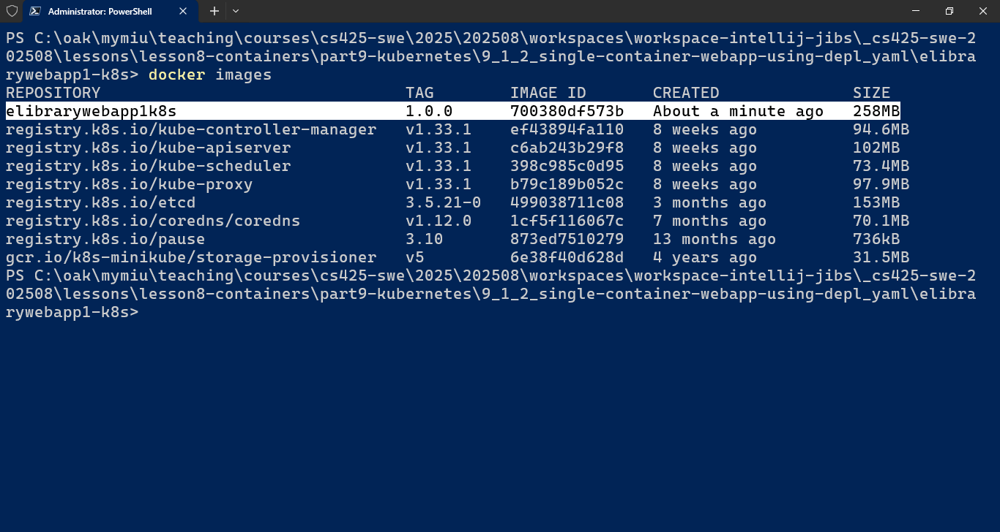 Administrator: PowerShell
PS C:\oak\mymiu\teaching\courses\cs425-swe\2025\202508\workspaces\workspace-intellij-jibs\_cs425-swe-2
02508\lessons\lesson8-containers\part9-kubernetes\9_1_2_single-container-webapp-using-depl_yaml\elibra
rywebapp1-k8s> docker images
REPOSITORY TAG IMAGE ID CREATED SIZE
elibrarywebapp1k8s 1.0.0 700380df573b About a minute ago 258MB
registry.k8s.io/kube-controller-manager v1.33.1 ef43894fa110 8 weeks ago 94.6MB
registry.k8s.io/kube-apiserver v1.33.1 c6ab243b29f8 8 weeks ago 102MB
registry.k8s.io/kube-scheduler v1.33.1 398c985c0d95 8 weeks ago 73.4MB
registry.k8s.io/kube-proxy v1.33.1 b79c189b052c 8 weeks ago 97.9MB
registry.k8s.io/etcd 3.5.21-0 499038711c08 3 months ago 153MB
registry.k8s.io/coredns/coredns v1.12.0 1cf5f116067c 7 months ago 70.1MB
registry.k8s.io/pause 3.10 873ed7510279 13 months ago 736kB
gcr.io/k8s-minikube/storage-provisioner v5 6e38f40d628d 4 years ago 31.5MB
PS C:\oak\mymiu\teaching\courses\cs425-swe\2025\202508\workspaces\workspace-intellij-jibs\_cs425-swe-2
02508\lessons\lesson8-containers\part9-kubernetes\9_1_2_single-container-webapp-using-depl_yaml\elibra
rywebapp1-k8s>